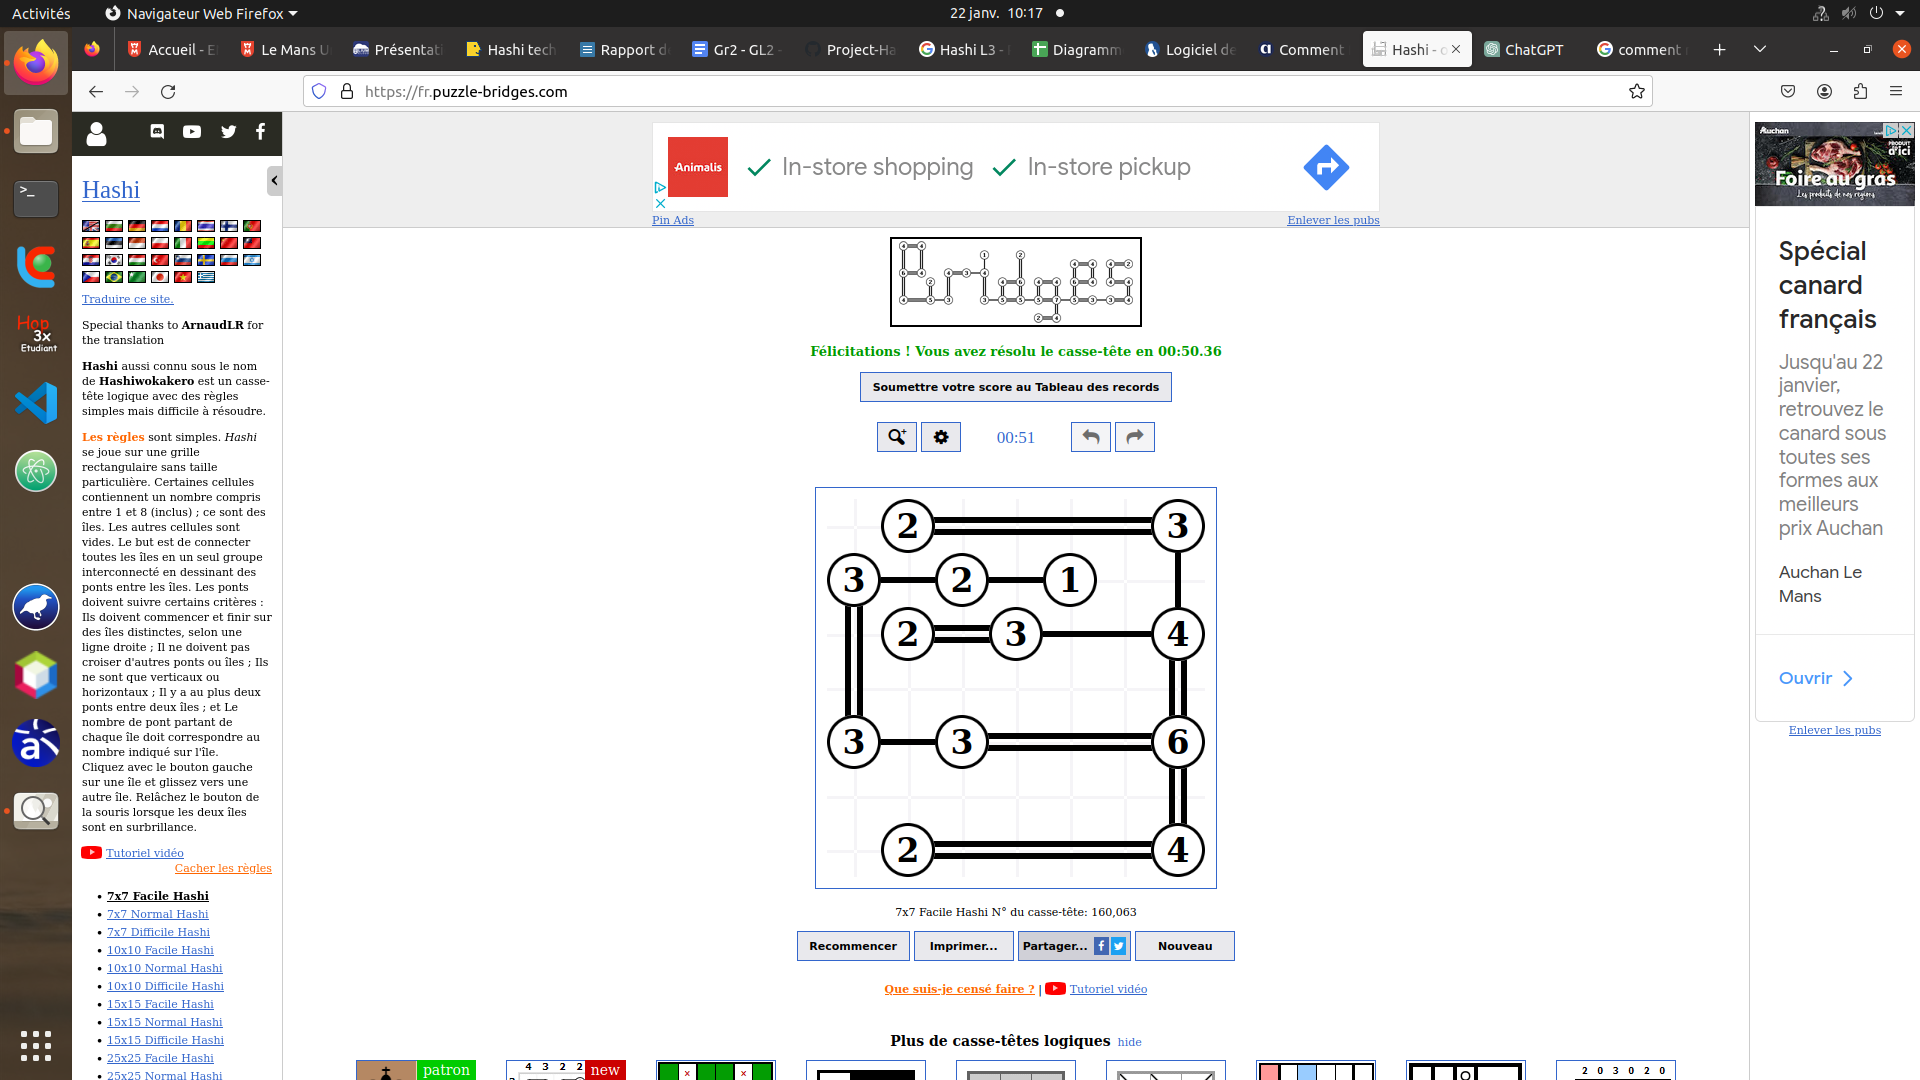 Activités
Navigateur Web Firefox
22 janv. 10:17
Le Mans U
Présentati
Hashi tech
Rapport d
Gr2 - GL2 -
Project-Ha
Hashi L3 -
Diagramm
Logiciel de
Comment
Hashi - o
ChatGPT
comment
https://fr.puzzle-bridges.com
Hashi
Traduire ce site.
Special thanks to ArnaudLR for
the translation
Hashi aussi connu sous le nom
de Hashiwokakero est un casse-
tête logique avec des règles
simples mais difficile à résoudre.
Les règles sont simples. Hashi
se joue sur une grille
rectangulaire sans taille
particulière. Certaines cellules
contiennent un nombre compris
entre 1 et 8 (inclus) ; ce sont des
îles. Les autres cellules sont
vides. Le but est de connecter
toutes les îles en un seul groupe
interconnecté en dessinant des
ponts entre les îles. Les ponts
doivent suivre certains critères :
Ils doivent commencer et finir sur
des îles distinctes, selon une
ligne droite ; Il ne doivent pas
croiser d'autres ponts ou îles ; Ils
ne sont que verticaux ou
horizontaux ; Il y a au plus deux
ponts entre deux îles ; et Le
nombre de pont partant de
chaque île doit correspondre au
nombre indiqué sur l'île.
Cliquez avec le bouton gauche
sur une île et glissez vers une
autre île. Relâchez le bouton de
la souris lorsque les deux îles
sont en surbrillance.
Tutoriel vidéo
Cacher les règles
7x7 Facile Hashi
7x7 Normal Hashi
7x7 Difficile Hashi
10x10 Facile Hashi
10x10 Normal Hashi
10x10 Difficile Hashi
15x15 Facile Hashi
15x15 Normal Hashi
15x15 Difficile Hashi
25x25 Facile Hashi
25x25 Normal Hashi
Hop
3x
Etudiant
Animalis
In-store shopping
In-store pickup
Pin Ads
Enlever les pubs
Félicitations ! Vous avez résolu le casse-tête en 00:50.36
Soumettre votre score au Tableau des records
00:51
2 3
3 2 1
2 3 4
3 3 6
2 4
7x7 Facile Hashi N° du casse-tête: 160,063
Recommencer
Imprimer...
Partager...
Nouveau
Que suis-je censé faire ? | Tutoriel vidéo
Plus de casse-têtes logiques hide
patron
4 3 2 2
new
2 0 3 0 2 0
Auchan
PRODUIT
d'ici
Foire au gras
Les produits de nos régions
Spécial
canard
français
Jusqu'au 22
janvier,
retrouvez le
canard sous
toutes ses
formes aux
meilleurs
prix Auchan
Auchan Le
Mans
Ouvrir
Enlever les pubs